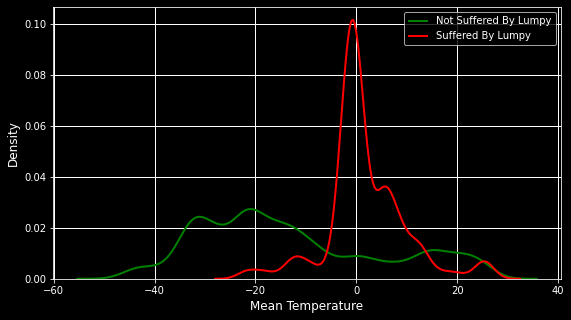 Not Suffered By Lumpy
Suffered By Lumpy
0.10
0.08
0.06
0.04
0.02
0.00
Density
−60 −40 −20 0 20 40
Mean Temperature